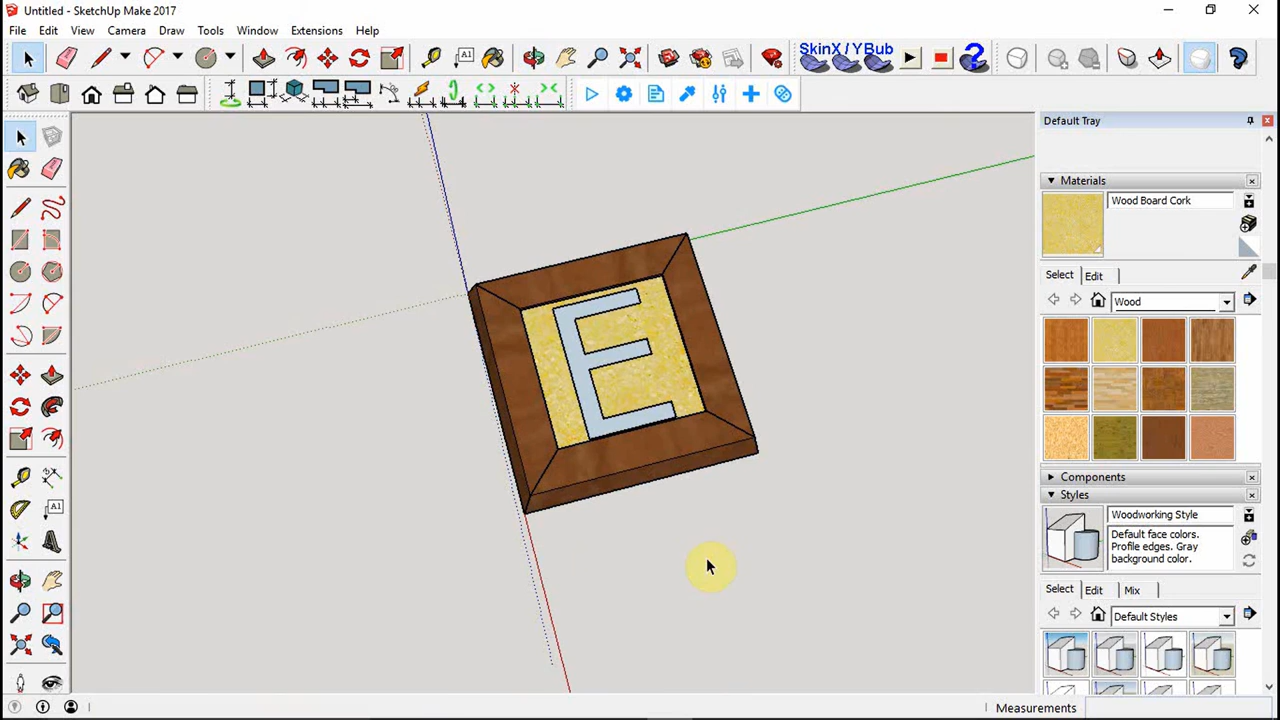 Untitled - SketchUp Make 2017
File Edit View Camera Draw Tools Window Extensions Help
A1
SkinX / YBub
?
Default Tray
Materials
Wood Board Cork
Select Edit
Wood
Components
Styles
Woodworking Style
Default face colors.
Profile edges. Gray
background color.
Select Edit Mix
Default Styles
A1
E
Measurements